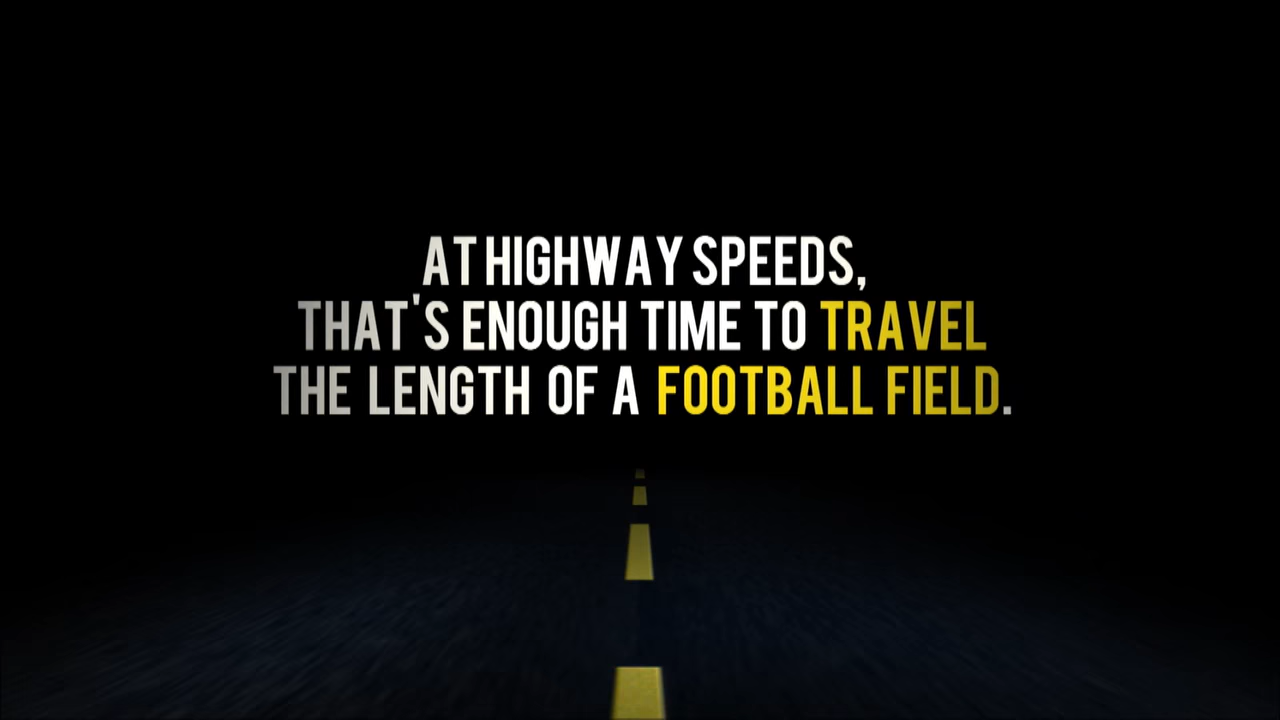 AT HIGHWAY SPEEDS,
THAT'S ENOUGH TIME TO TRAVEL
THE LENGTH OF A FOOTBALL FIELD.